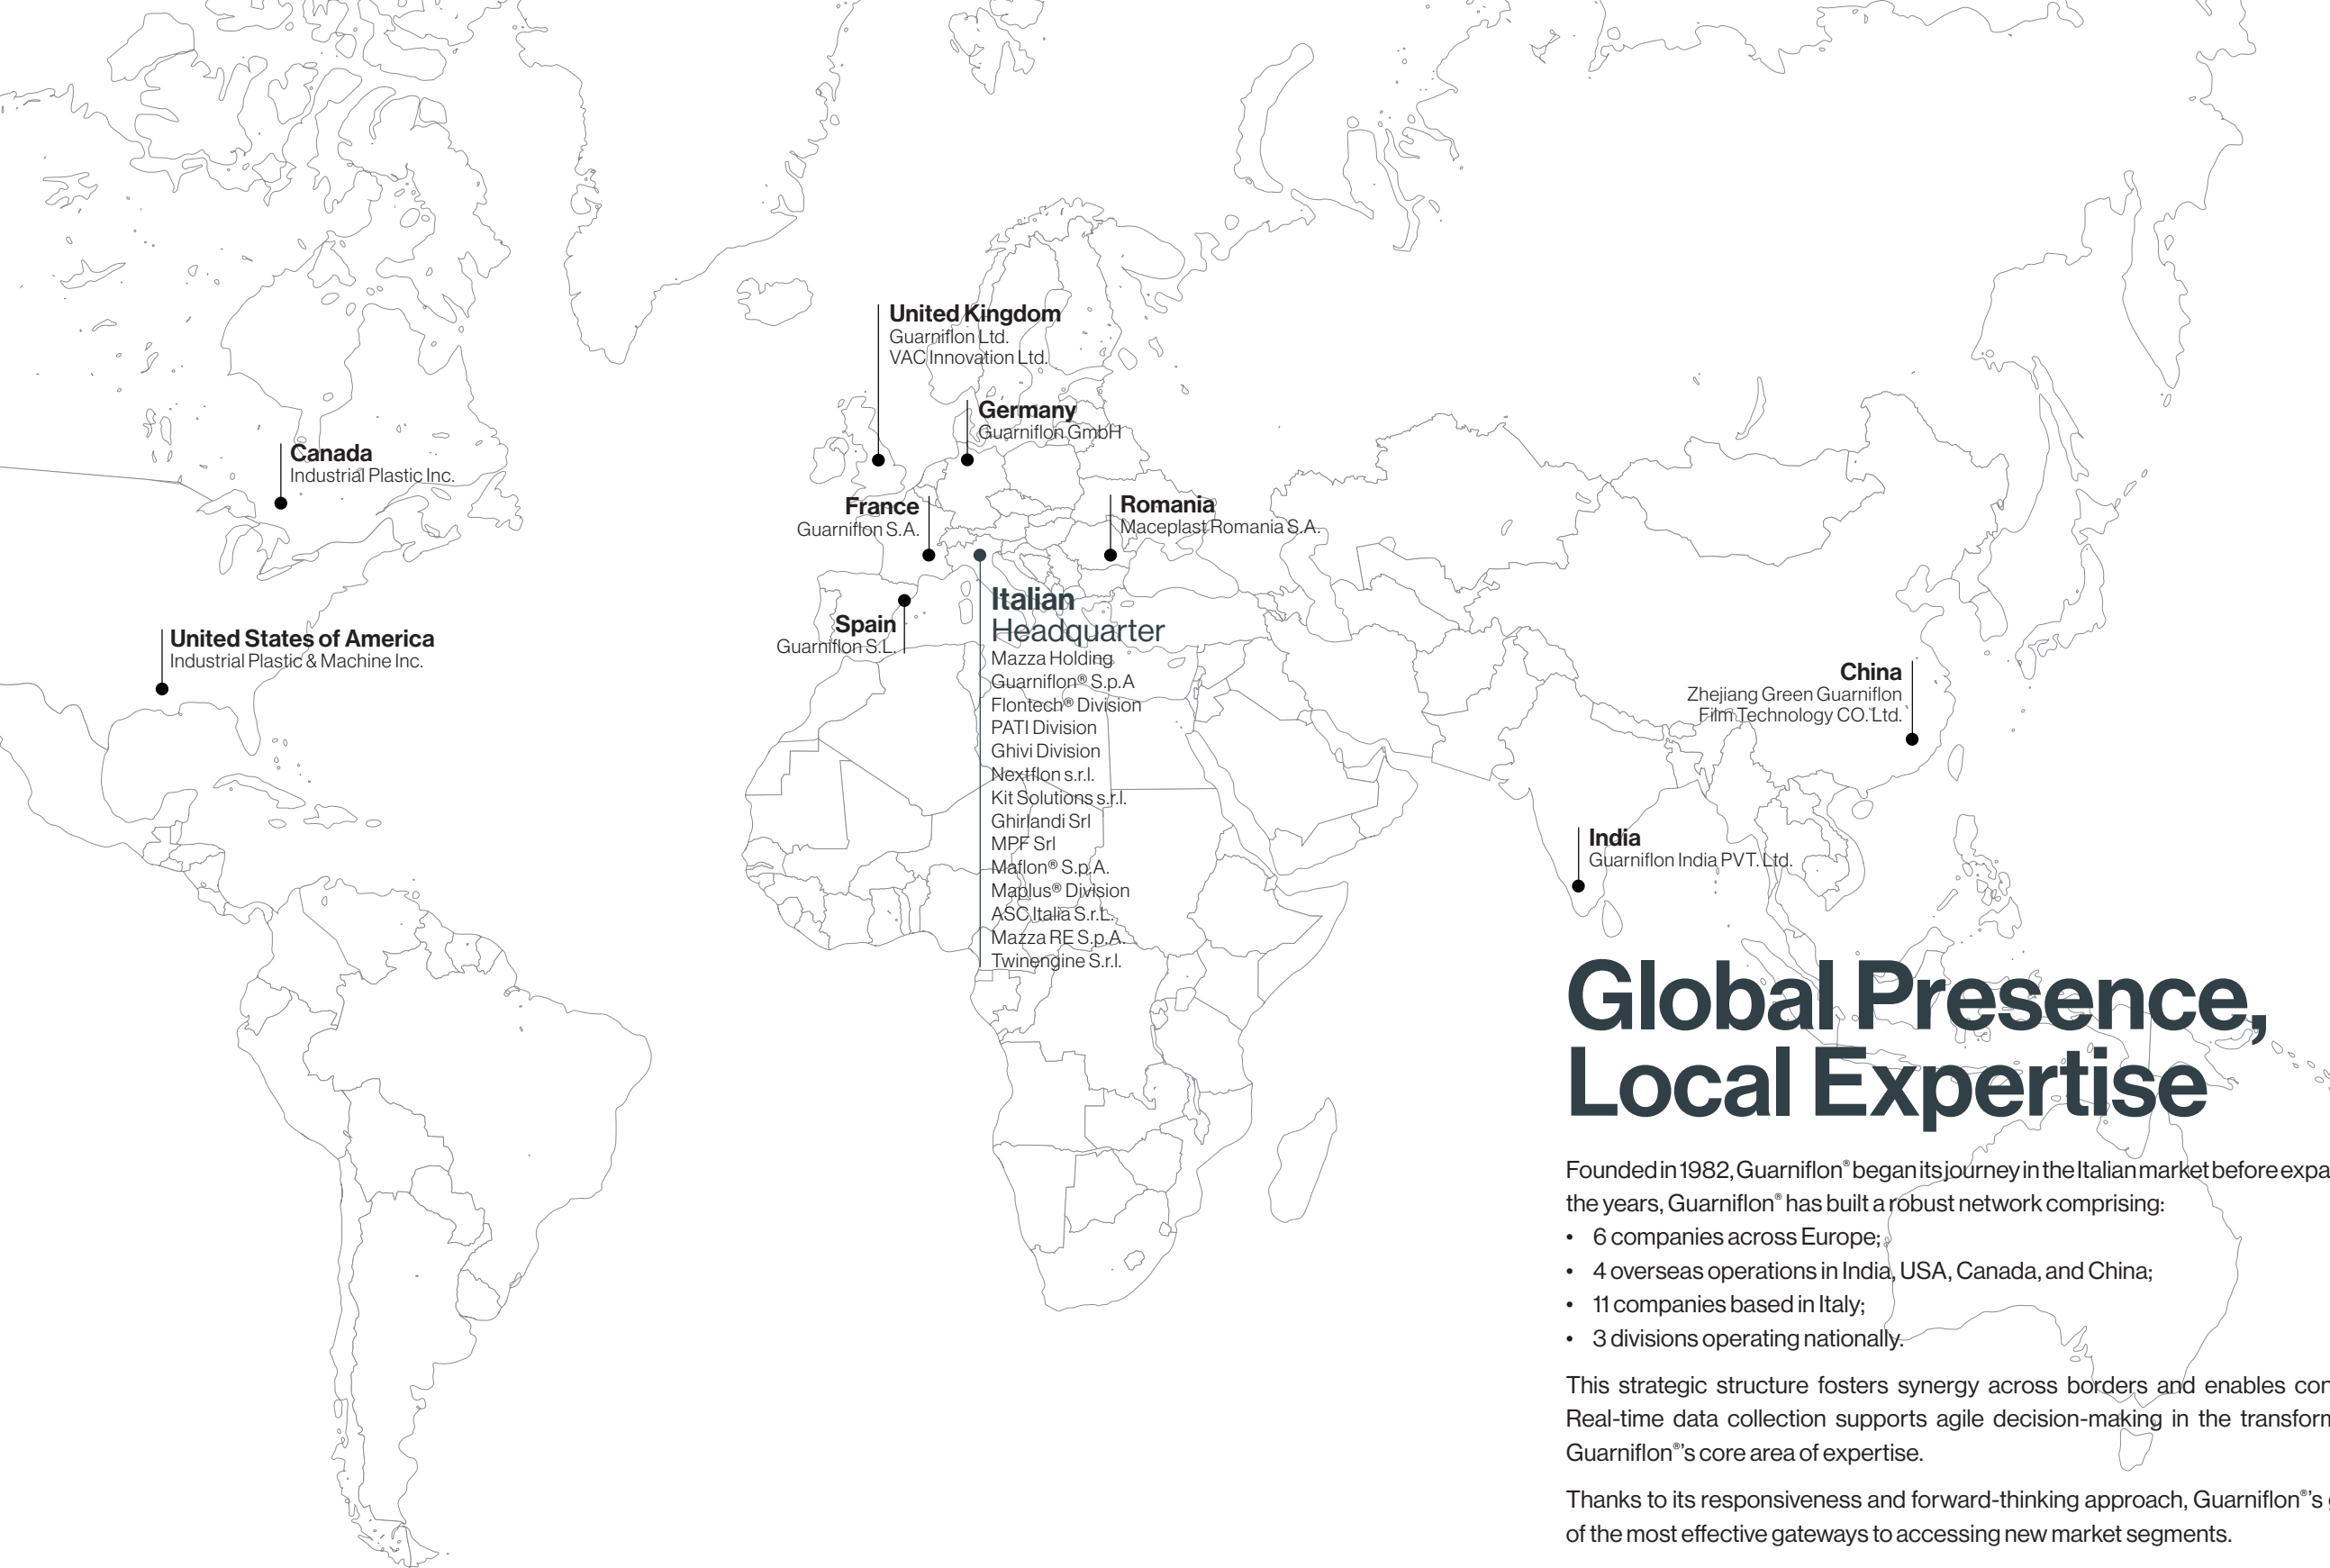 United Kingdom
Guarniflon Ltd.
VAC Innovation Ltd.
Germany
Guarniflon GmbH
Canada
Industrial Plastic Inc.
France
Guarniflon S.A.
Romania
Maceplast Romania S.A.
Spain
Guarniflon S.L.
Italian
Headquarter
Mazza Holding
Guarniflon® S.p.A
Flontech® Division
PATI Division
Ghivi Division
Nextflon s.r.l.
Kit Solutions s.r.l.
Ghirlandi Srl
MPF Srl
Maflon® S.p.A.
Maplus® Division
ASC Italia S.r.L.
Mazza RE S.p.A.
Twinengine S.r.l.
United States of America
Industrial Plastic & Machine Inc.
China
Zhejiang Green Guarniflon
Film Technology CO. Ltd.
India
Guarniflon India PVT. Ltd.
Global Presence,
Local Expertise
Founded in 1982, Guarniflon® began its journey in the Italian market before expa
the years, Guarniflon® has built a robust network comprising:
• 6 companies across Europe;
• 4 overseas operations in India, USA, Canada, and China;
• 11 companies based in Italy;
• 3 divisions operating nationally.
This strategic structure fosters synergy across borders and enables con
Real-time data collection supports agile decision-making in the transform
Guarniflon®'s core area of expertise.
Thanks to its responsiveness and forward-thinking approach, Guarniflon®'s
of the most effective gateways to accessing new market segments.